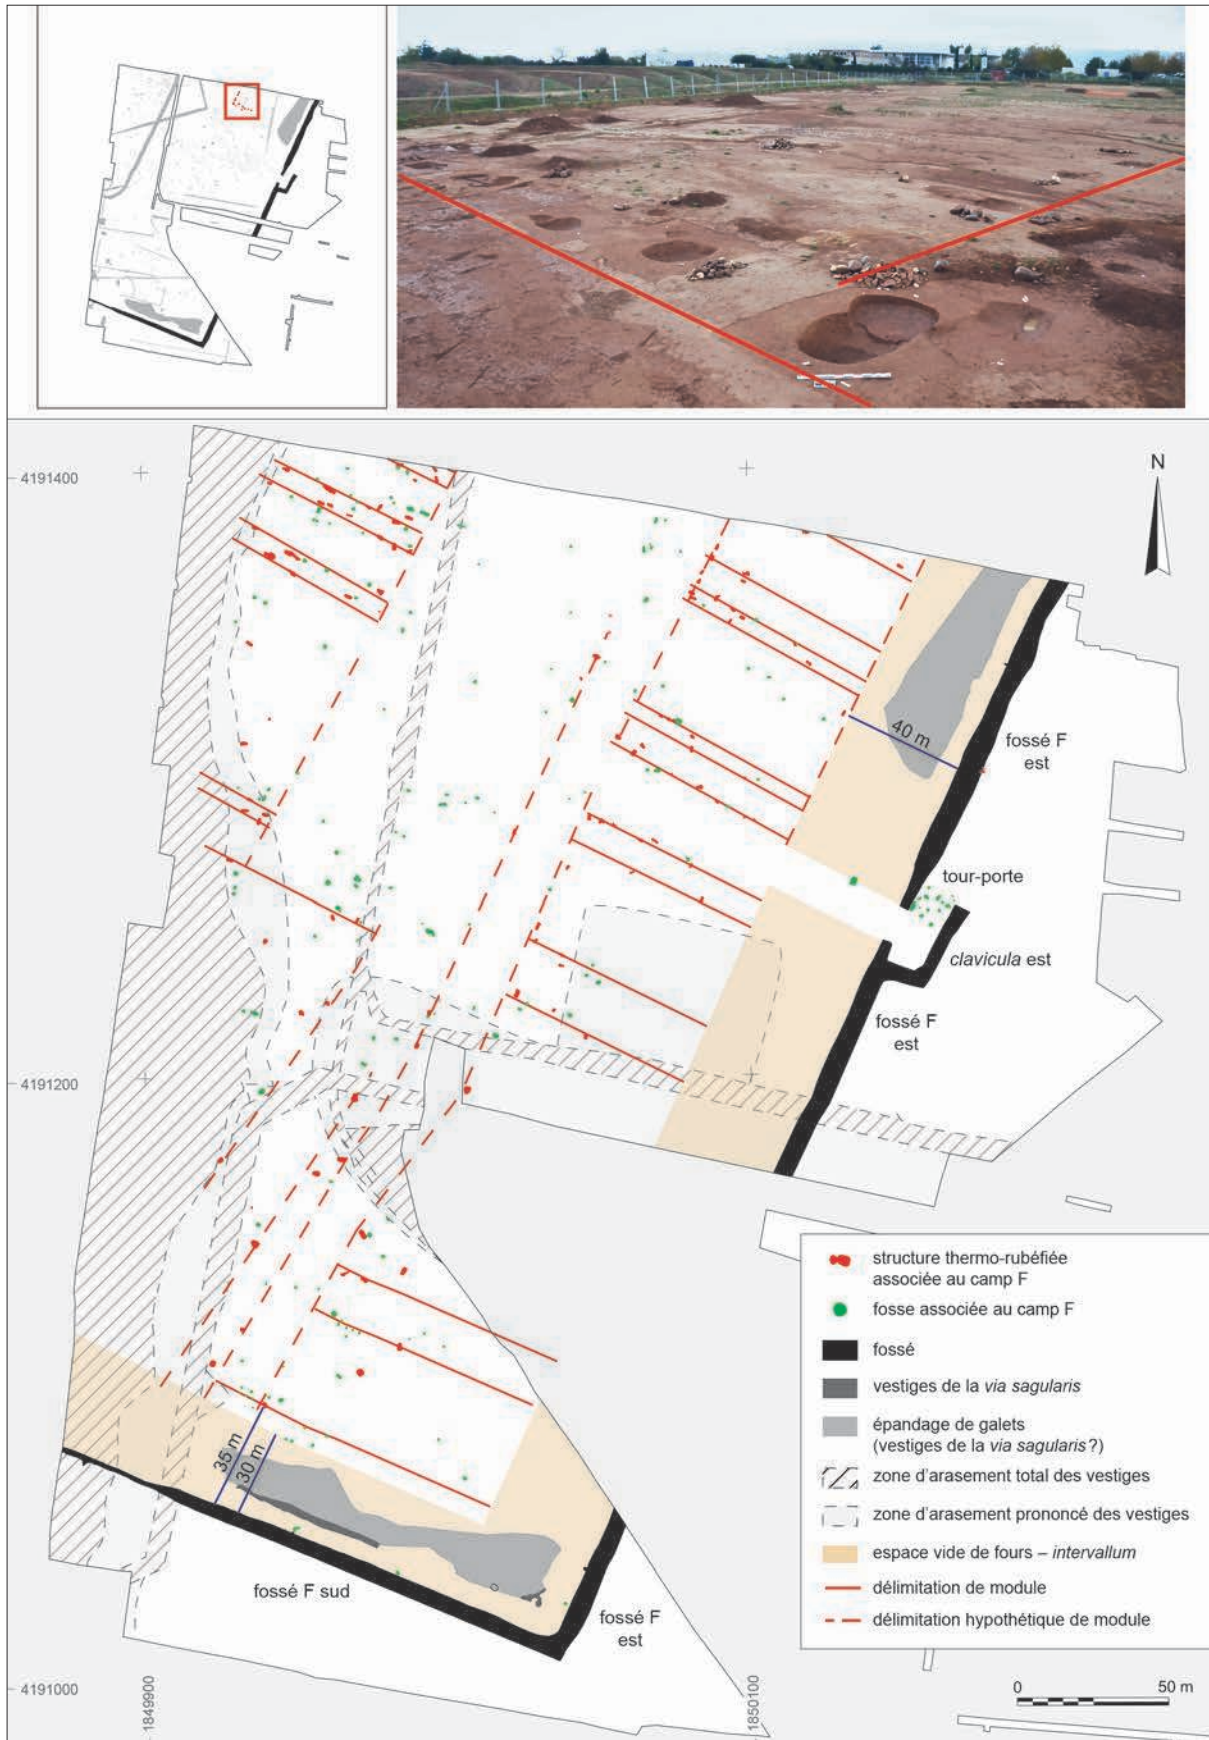 N
4191400
40 m
fossé F
est
tour-porte
clavicula est
fossé F
est
4191200
35 m
30 m
fossé F sud
fossé F
est
4191000
1849900
1850100
structure thermo-rubéfiée
associée au camp F
fosse associée au camp F
fossé
vestiges de la via sagularis
épandage de galets
(vestiges de la via sagularis ?)
zone d'arasement total des vestiges
zone d'arasement prononcé des vestiges
espace vide de fours – intervallum
délimitation de module
délimitation hypothétique de module
0 50 m